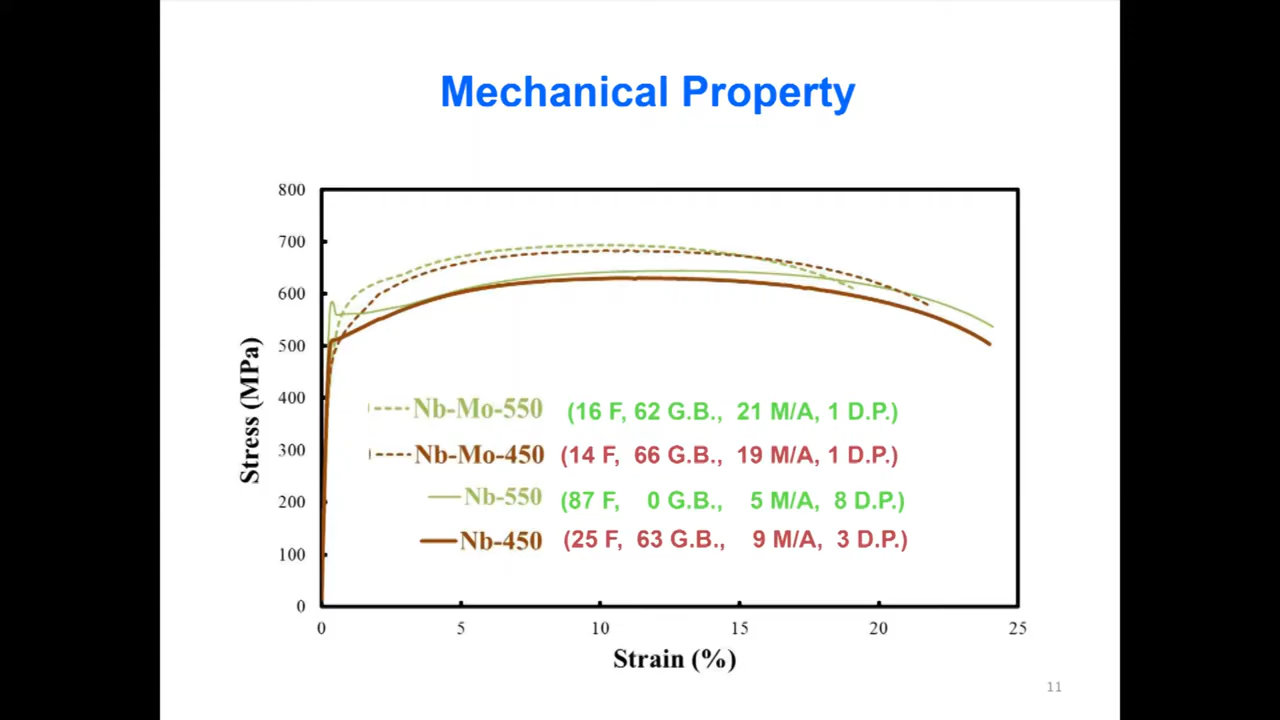 Mechanical Property
800
700
600
500
400
300
200
100
0
Stress (MPa)
Nb-Mo-550 (16 F, 62 G.B., 21 M/A, 1 D.P.)
Nb-Mo-450 (14 F, 66 G.B., 19 M/A, 1 D.P.)
Nb-550 (87 F, 0 G.B., 5 M/A, 8 D.P.)
Nb-450 (25 F, 63 G.B., 9 M/A, 3 D.P.)
0 5 10 15 20 25
Strain (%)
11